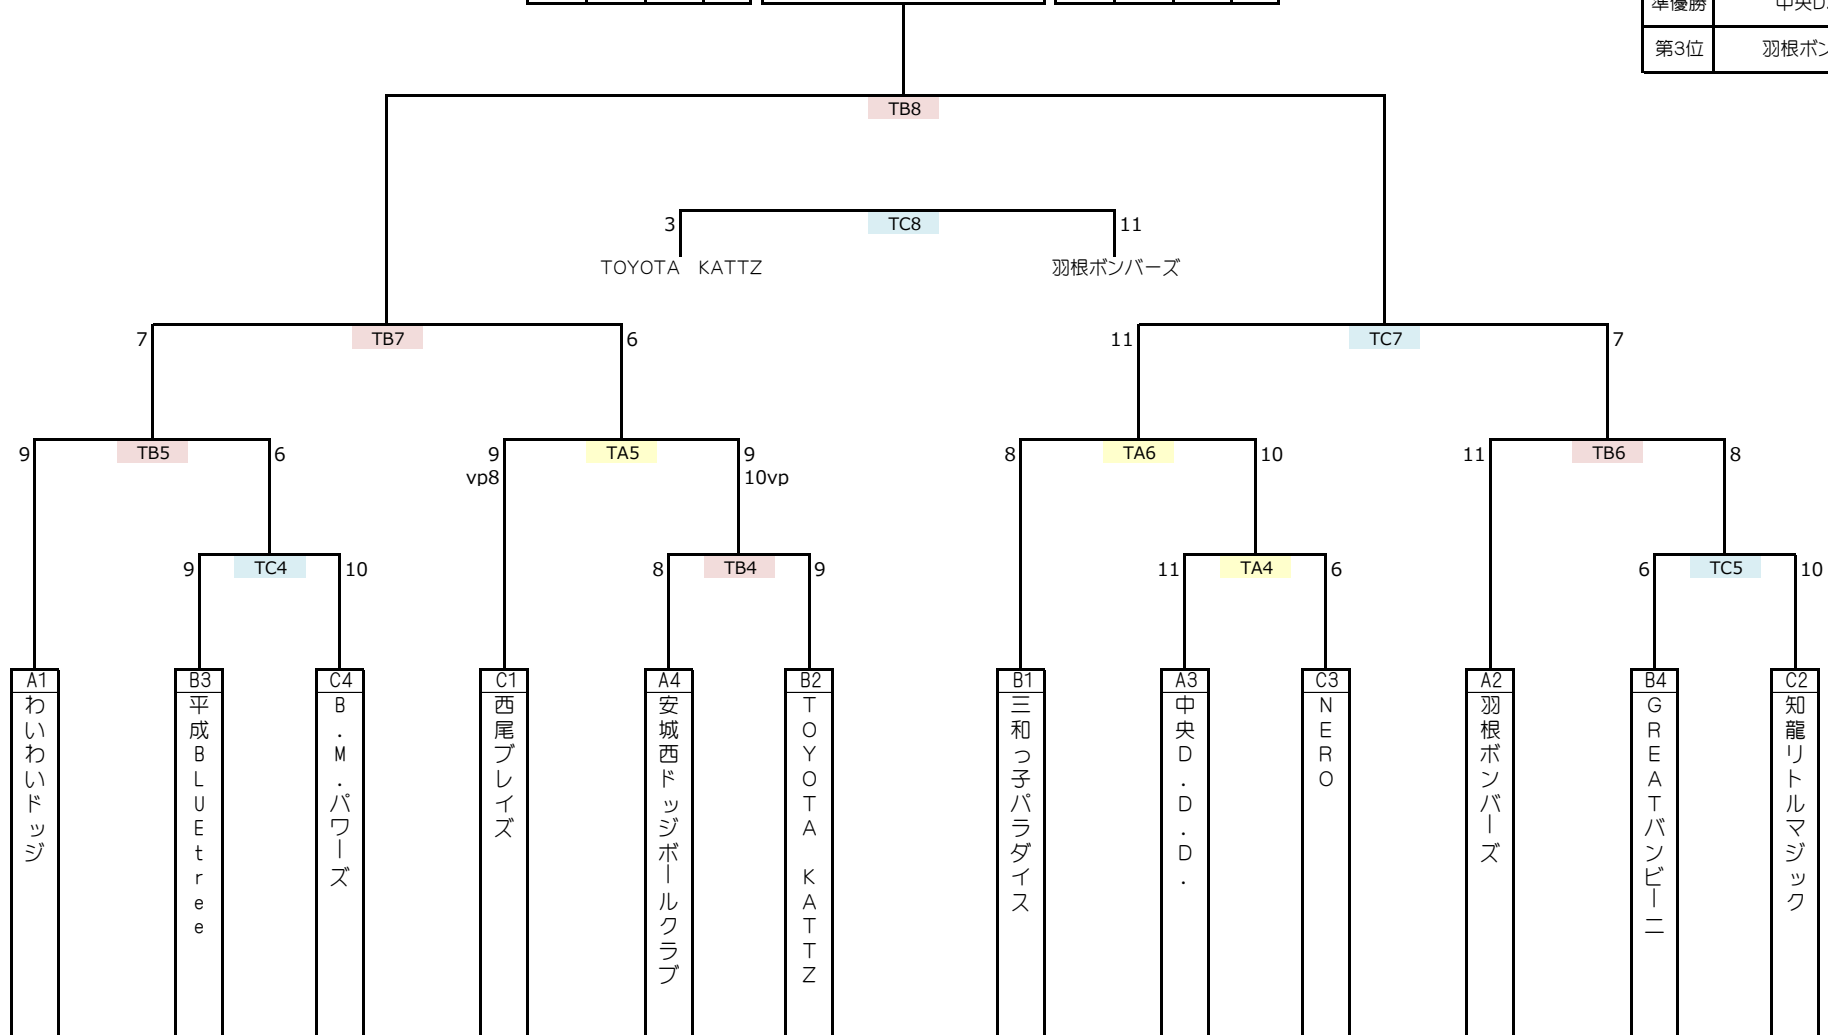 準優勝 中央D.
第3位 羽根ボン
TB8
3 TC8 11
TOYOTA KATTZ 羽根ボンバーズ
7 TB7 6 11 TC7 7
9 TB5 6 9 TA5 9 8 TA6 10 11 TB6 8
vp8 10vp
9 TC4 10 8 TB4 9 11 TA4 6 6 TC5 10
A1 B3 C4 C1 A4 B2 B1 A3 C3 A2 B4 C2
わいわいドッジ
平成BLUEtree
B.M.パワーズ
西尾ブレイズ
安城西ドッジボールクラブ
TOYOTA KATTZ
三和っ子パラダイス
中央D.D.D.
NERO
羽根ボンバーズ
GREATバンビーニ
知龍リトルマジック